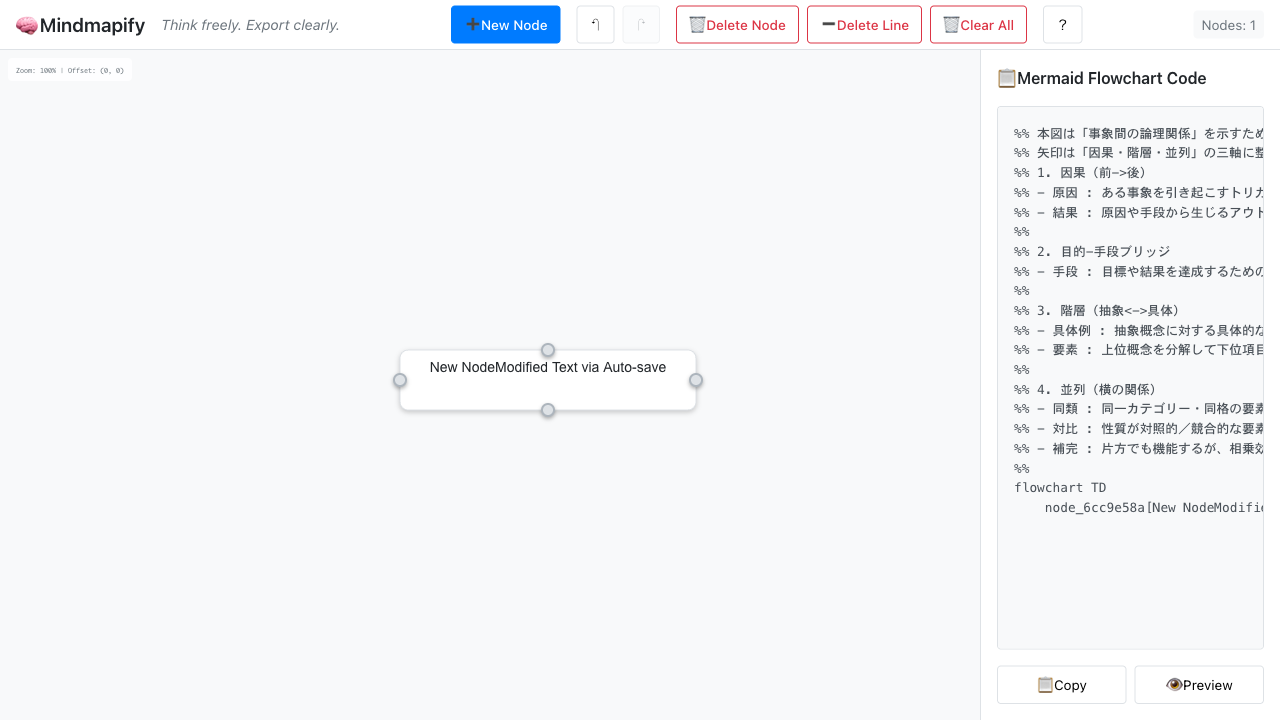 Mindmapify
Think freely. Export clearly.
New Node
Delete Node
Delete Line
Clear All
?
Nodes: 1
Zoom: 100% | Offset: (0, 0)
New NodeModified Text via Auto-save
Mermaid Flowchart Code
%% 本図は「事象間の論理関係」を示すため
%% 矢印は「因果・階層・並列」の三軸に整
%% 1. 因果（前->後）
%% - 原因 : ある事象を引き起こすトリガ
%% - 結果 : 原因や手段から生じるアウト
%%
%% 2. 目的-手段ブリッジ
%% - 手段 : 目標や結果を達成するための
%%
%% 3. 階層（抽象<->具体）
%% - 具体例 : 抽象概念に対する具体的な
%% - 要素 : 上位概念を分解して下位項目
%%
%% 4. 並列（横の関係）
%% - 同類 : 同一カテゴリー・同格の要素
%% - 対比 : 性質が対照的／競合的な要素
%% - 補完 : 片方でも機能するが、相乗効
%%
flowchart TD
node_6cc9e58a[New NodeModifie
Copy
Preview